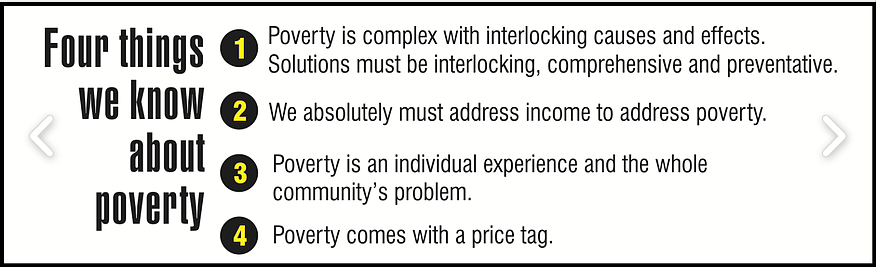 Four things
we know
about
poverty
1 Poverty is complex with interlocking causes and effects.
Solutions must be interlocking, comprehensive and preventative.
2 We absolutely must address income to address poverty.
3 Poverty is an individual experience and the whole
community’s problem.
4 Poverty comes with a price tag.